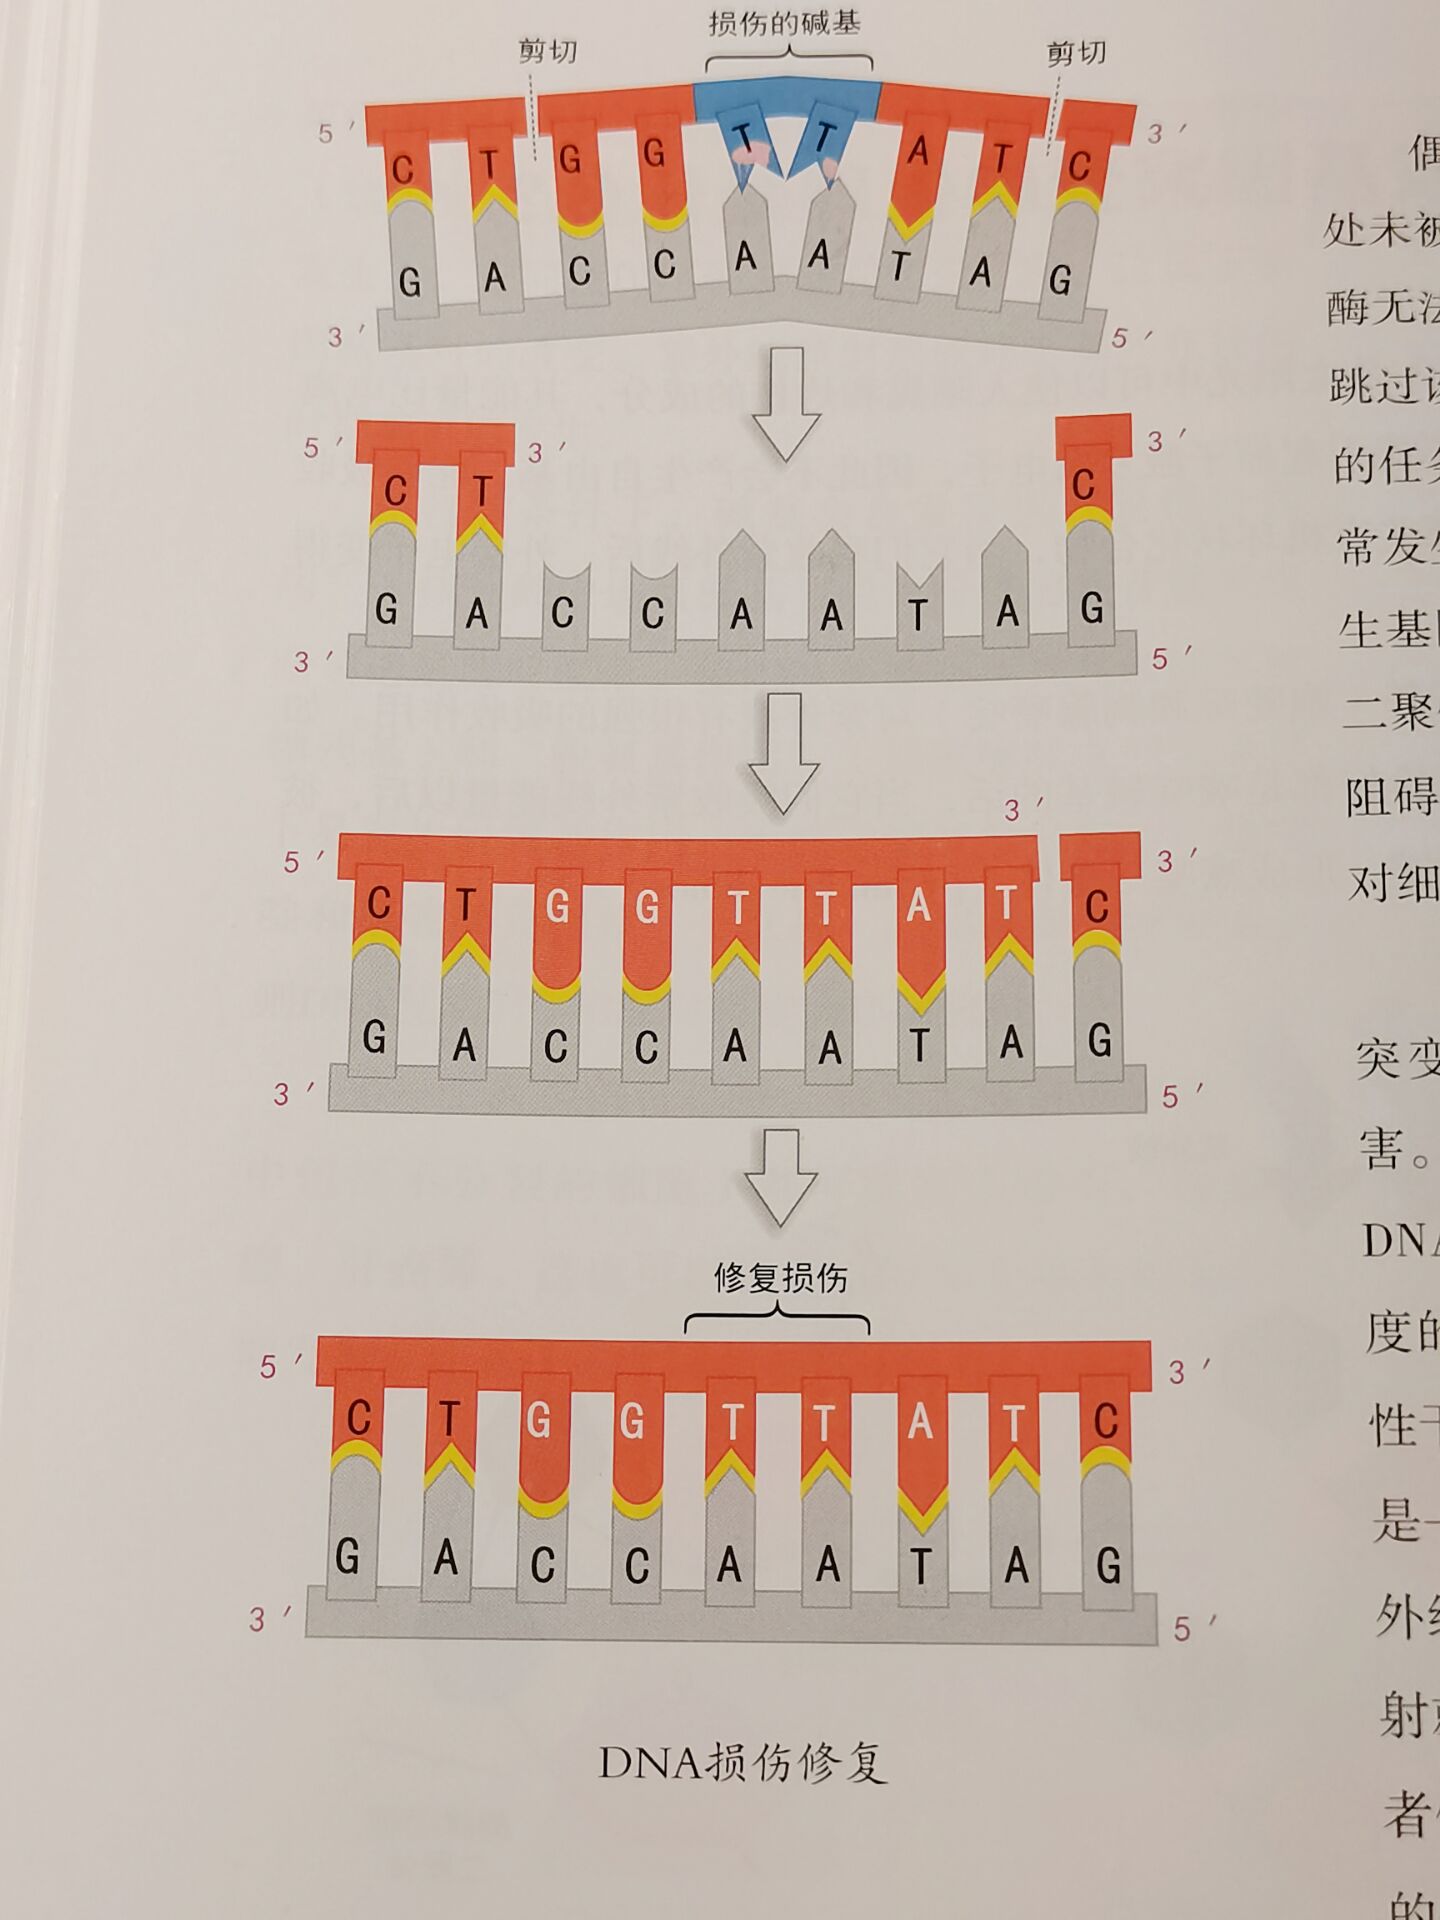 损伤的碱基
剪切 剪切
5′ C T G G T T A T C 3′
3′ G A C C A A T A G 5′
5′ C T 3′ C 3′
3′ G A C C A A T A G 5′
3′
5′ C T G G T T A T C 3′
3′ G A C C A A T A G 5′
修复损伤
5′ C T G G T T A T C 3′
3′ G A C C A A T A G 5′
DNA损伤修复
偶
处未被
酶无法
跳过该
的任务
常发生
生基因
二聚
阻碍
对细
突变
害。
DNA
度的
性
是一
外
射
者
的